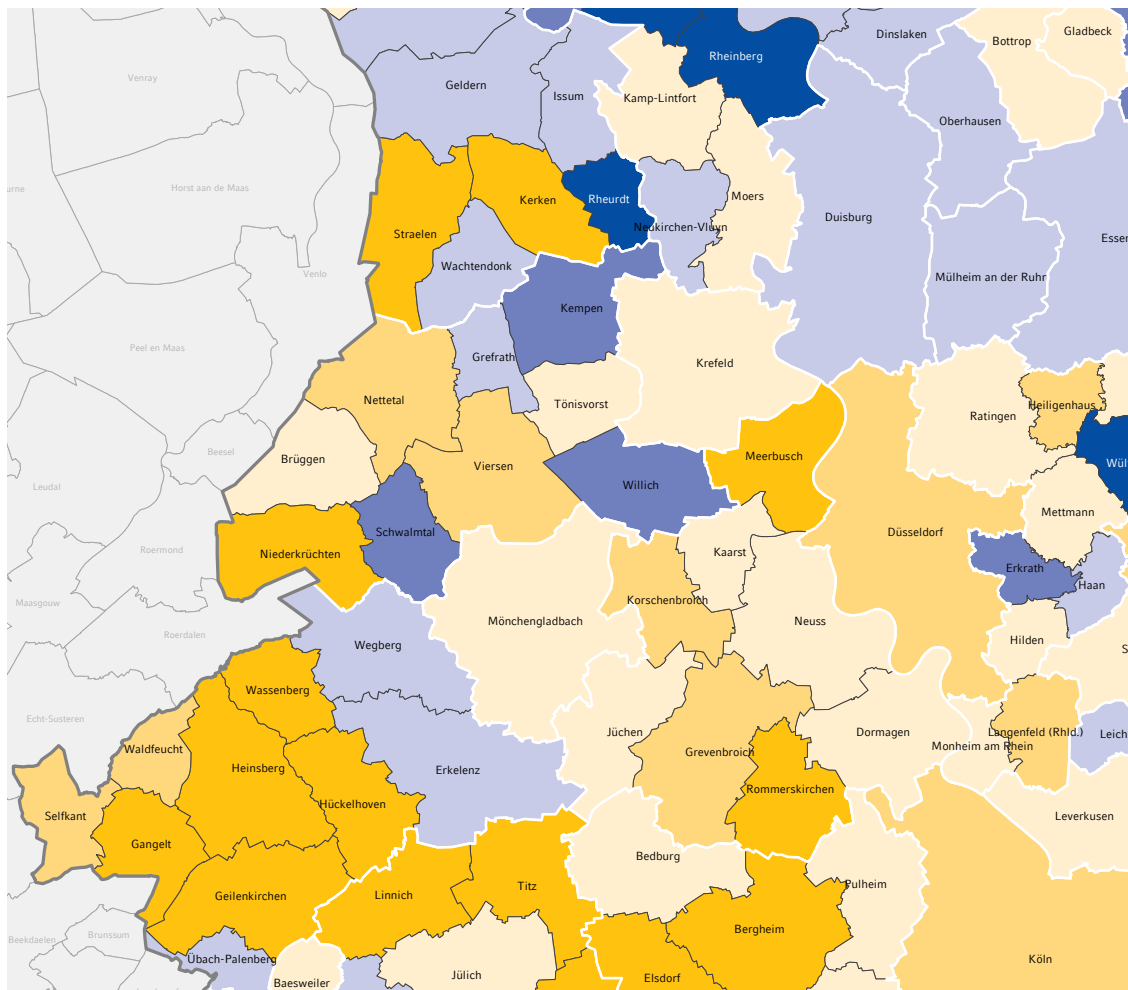 Gladbeck
Dinslaken
Bottrop
Rheinberg
Venray
Geldern
Issum
Kamp-Lintfort
Oberhausen
urne
Horst aan de Maas
Kerken
Rheurdt
Moers
Duisburg
Neukirchen-Vluyn
Straelen
Essen
Wachtendonk
Venlo
Mülheim an der Ruhr
Kempen
Peel en Maas
Grefrath
Krefeld
Nettetal
Tönisvorst
Heiligenhaus
Ratingen
Beesel
Brüggen
Viersen
Meerbusch
Wül
Leudal
Willich
Mettmann
Schwalmtal
Düsseldorf
Roermond
Niederkrüchten
Kaarst
Erkrath
Haan
Maasgouw
Korschenbroich
Mönchengladbach
Neuss
Roerdalen
Hilden
Wegberg
S
Wassenberg
Echt-Susteren
Jüchen
Dormagen
Langenfeld (Rhld.)
Leich
Monheim am Rhein
Waldfeucht
Grevenbroich
Heinsberg
Erkelenz
Rommerskirchen
Hückelhoven
Selfkant
Leverkusen
Gangelt
Bedburg
Pulheim
Titz
Geilenkirchen
Linnich
Bergheim
Brunssum
Beekdaelen
Übach-Palenberg
Köln
Jülich
Elsdorf
Baesweiler